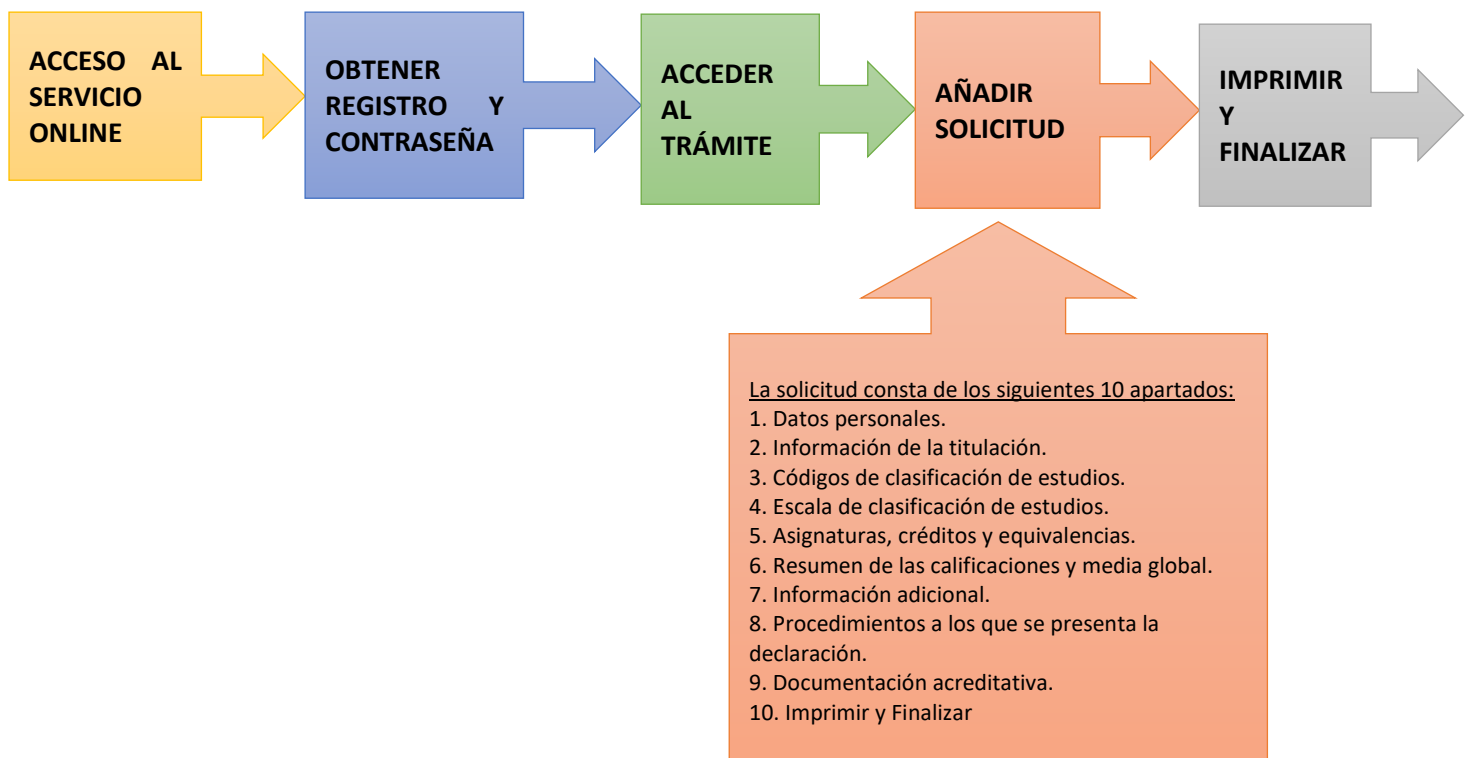 ACCESO AL
SERVICIO
ONLINE
OBTENER
REGISTRO Y
CONTRASEÑA
ACCEDER
AL
TRÁMITE
AÑADIR
SOLICITUD
IMPRIMIR
Y
FINALIZAR
La solicitud consta de los siguientes 10 apartados:
1. Datos personales.
2. Información de la titulación.
3. Códigos de clasificación de estudios.
4. Escala de clasificación de estudios.
5. Asignaturas, créditos y equivalencias.
6. Resumen de las calificaciones y media global.
7. Información adicional.
8. Procedimientos a los que se presenta la
declaración.
9. Documentación acreditativa.
10. Imprimir y Finalizar